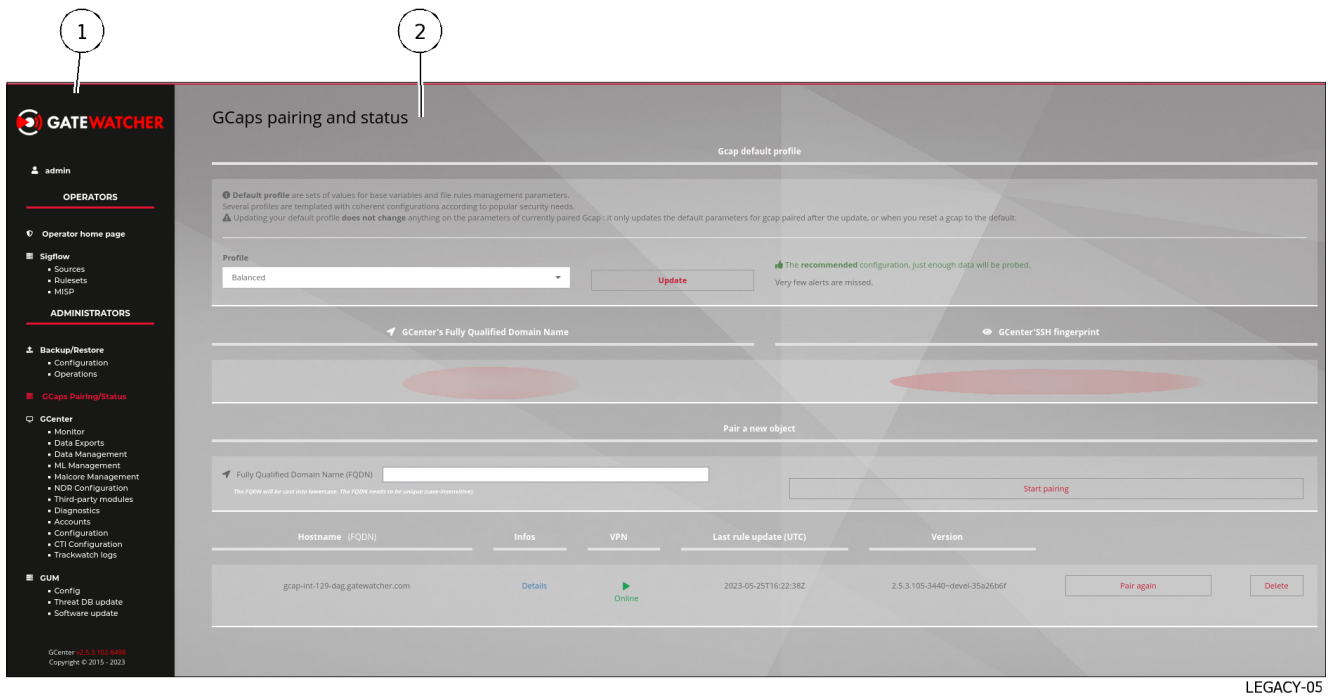 1
2
GATEWATCHER
admin
OPERATORS
Operator home page
Sigflow
Sources
Rulesets
MISP
ADMINISTRATORS
Backup/Restore
Configuration
Operations
GCaps Pairing/Status
GCenter
Monitor
Data Exports
Data Management
ML Management
Malcore Management
NDR Configuration
Third-party modules
Diagnostics
Accounts
Configuration
CTI Configuration
Trackwatch logs
GUM
Config
Threat DB update
Software update
GCenter v2.5.3.102-8498
Copyright © 2015 - 2023
GCaps pairing and status
Gcap default profile
Default profile are sets of values for base variables and file rules management parameters.
Several profiles are templated with coherent configurations according to popular security needs.
Updating your default profile does not change anything on the parameters of currently paired Gcap : it only updates the default parameters for gcap paired after the update, or when you reset a gcap to the default.
Profile
Balanced
Update
The recommended configuration, just enough data will be probed.
Very few alerts are missed.
GCenter's Fully Qualified Domain Name
GCenter'SSH fingerprint
Pair a new object
Fully Qualified Domain Name (FQDN)
The FQDN will be cast into lowercase. The FQDN needs to be unique (case-insensitive)
Start pairing
Hostname (FQDN) Infos VPN Last rule update (UTC) Version
gcap-int-129-dag.gatewatcher.com Details Online 2023-05-25T16:22:38Z 2.5.3.105-3440~devel-35a26b6f Pair again Delete
LEGACY-05